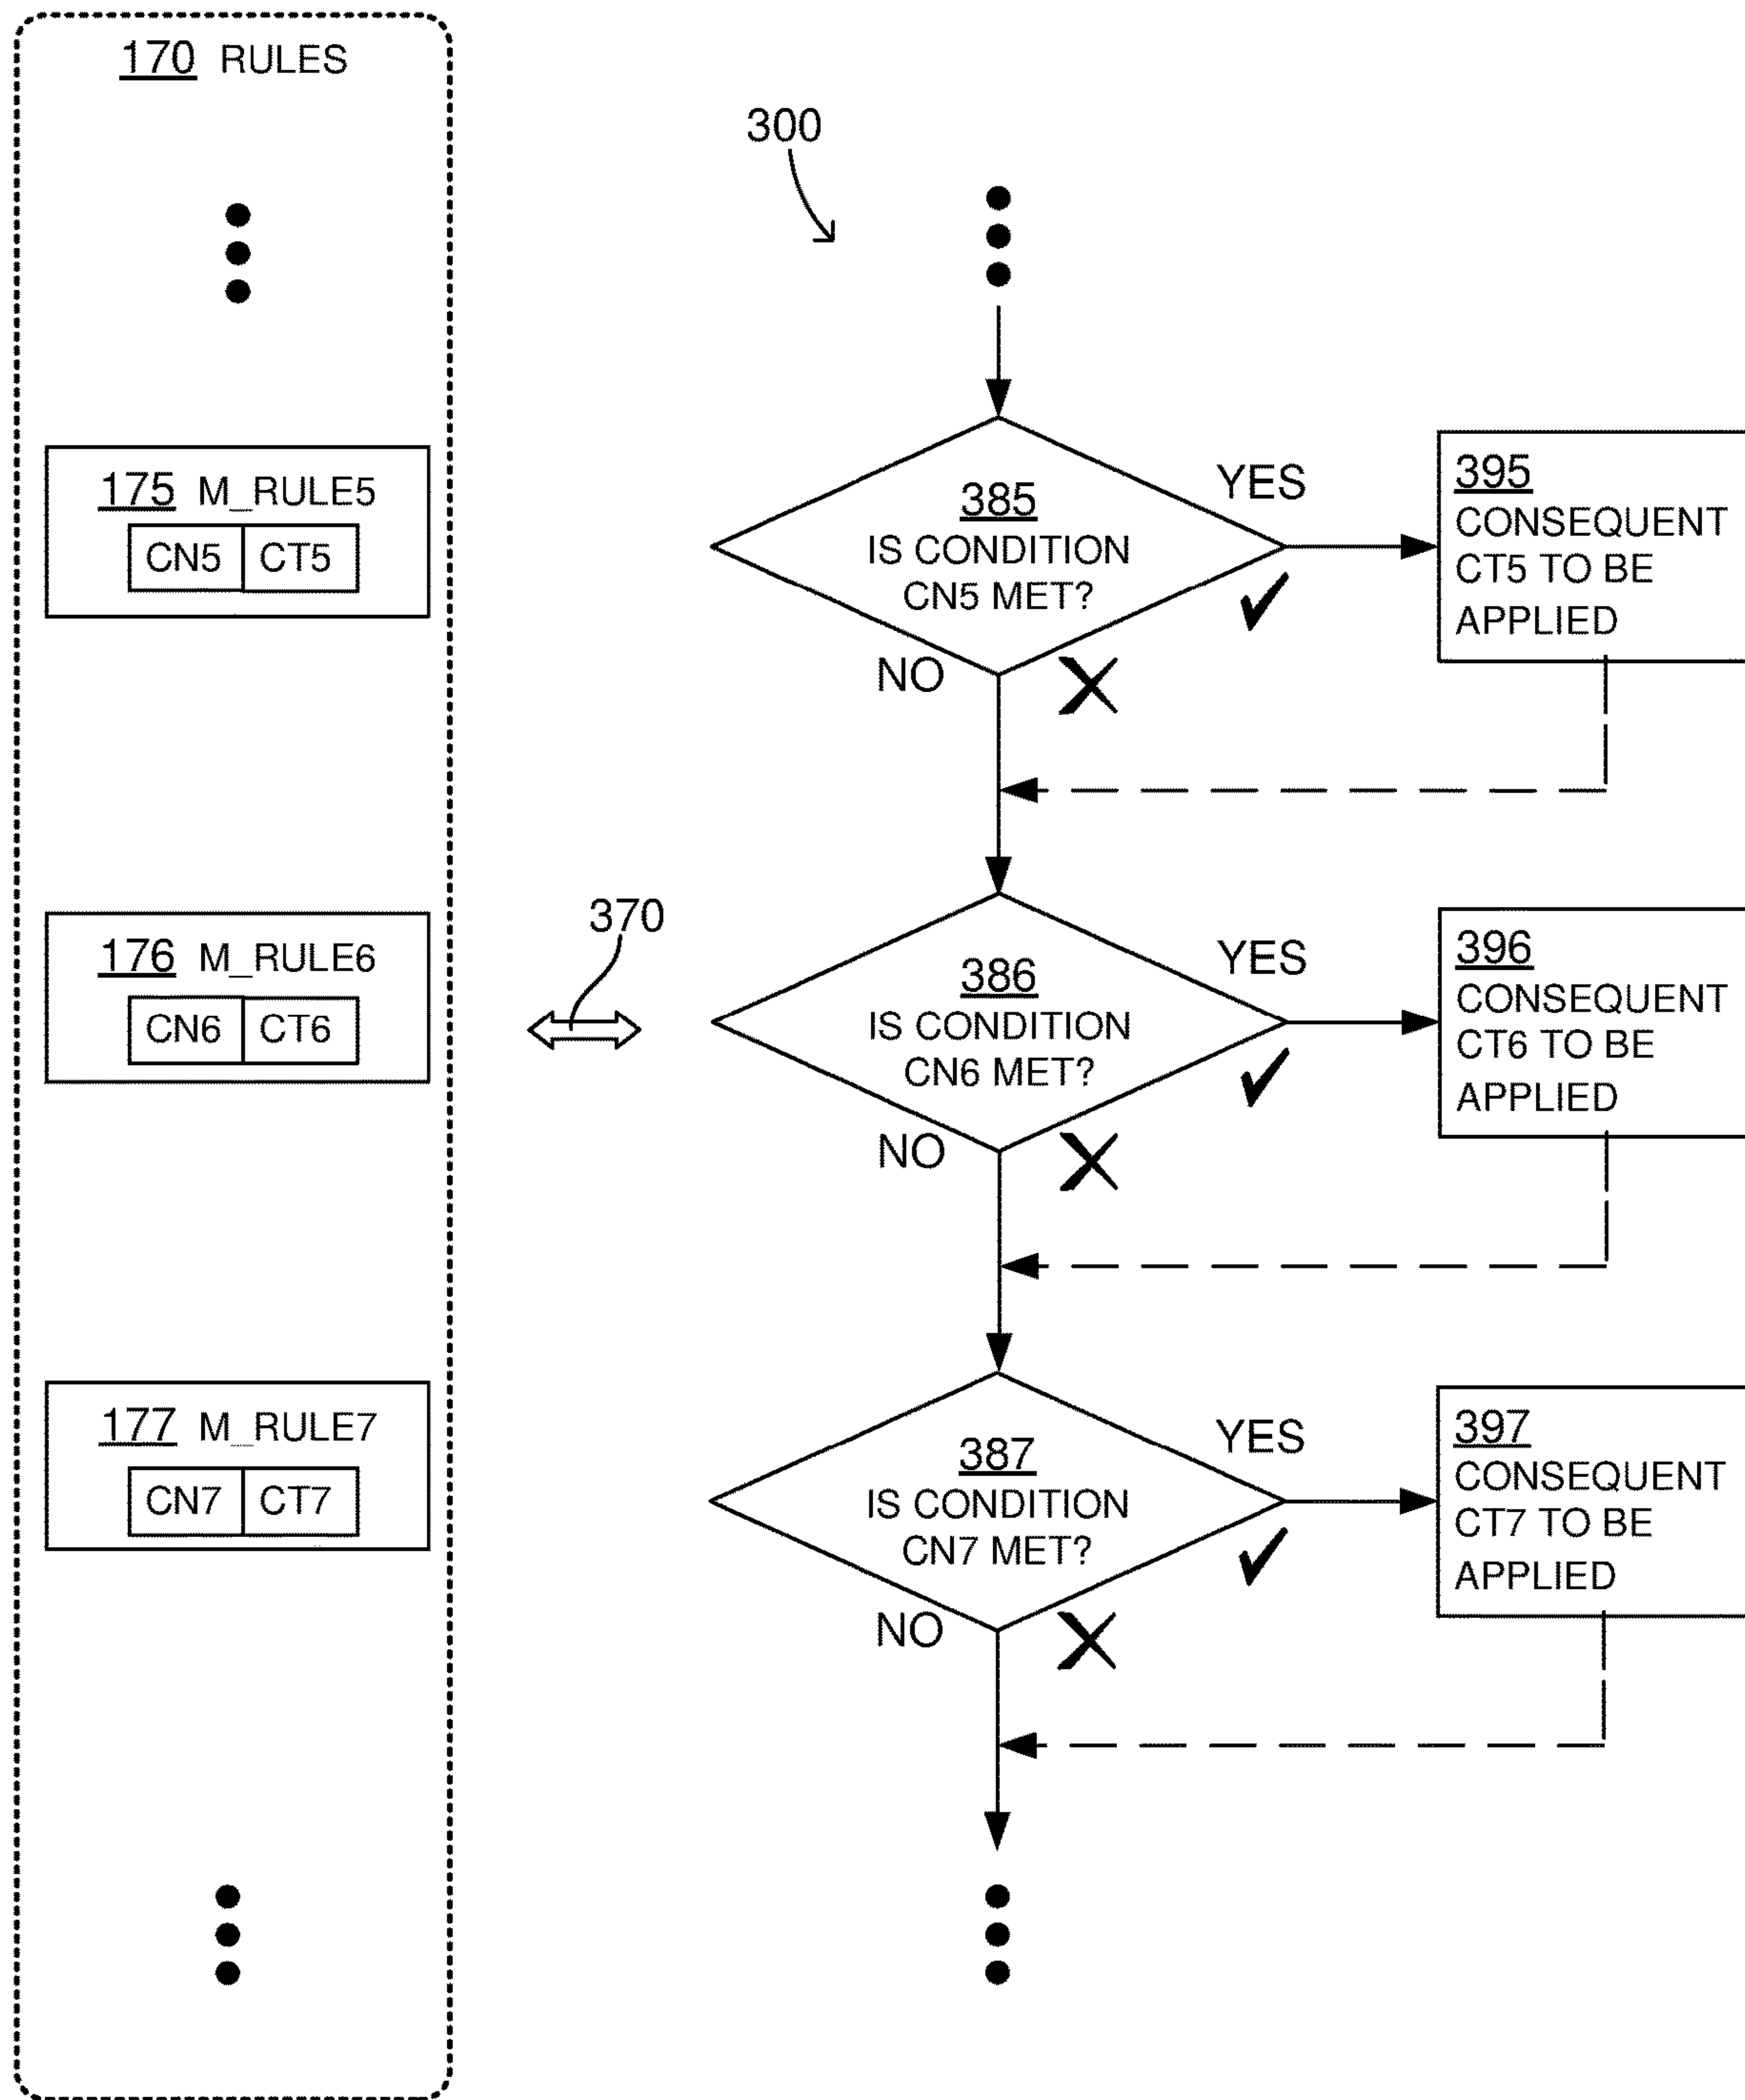 170 RULES
300
175 M_RULE5
CN5 CT5
385
IS CONDITION
CN5 MET?
YES
NO
395
CONSEQUENT
CT5 TO BE
APPLIED
176 M_RULE6
CN6 CT6
370
386
IS CONDITION
CN6 MET?
YES
NO
396
CONSEQUENT
CT6 TO BE
APPLIED
177 M_RULE7
CN7 CT7
387
IS CONDITION
CN7 MET?
YES
NO
397
CONSEQUENT
CT7 TO BE
APPLIED